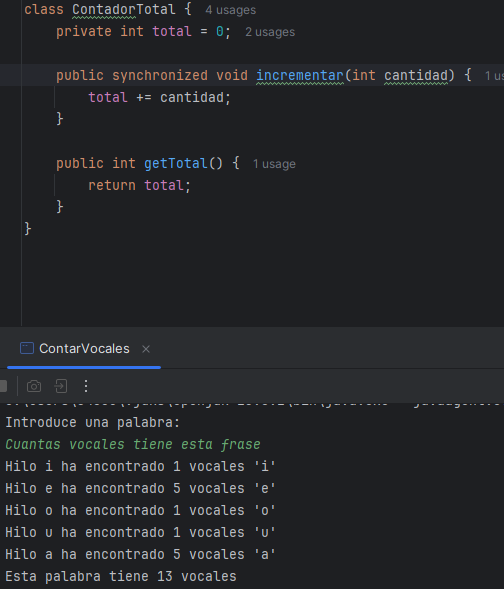 class ContadorTotal { 4 usages
private int total = 0; 2 usages
public synchronized void incrementar(int cantidad) { 1 us
total += cantidad;
}
public int getTotal() { 1 usage
return total;
}
}
ContarVocales
Introduce una palabra:
Cuantas vocales tiene esta frase
Hilo i ha encontrado 1 vocales 'i'
Hilo e ha encontrado 5 vocales 'e'
Hilo o ha encontrado 1 vocales 'o'
Hilo u ha encontrado 1 vocales 'u'
Hilo a ha encontrado 5 vocales 'a'
Esta palabra tiene 13 vocales